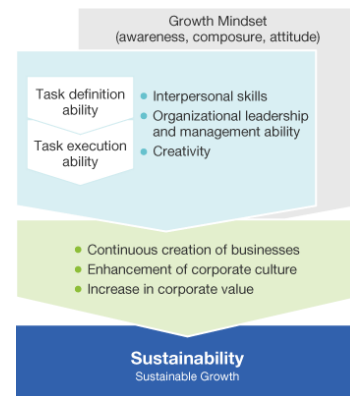 Growth Mindset
(awareness, composure, attitude)
Task definition
ability
Task execution
ability
Interpersonal skills
Organizational leadership
and management ability
Creativity
Continuous creation of businesses
Enhancement of corporate culture
Increase in corporate value
Sustainability
Sustainable Growth